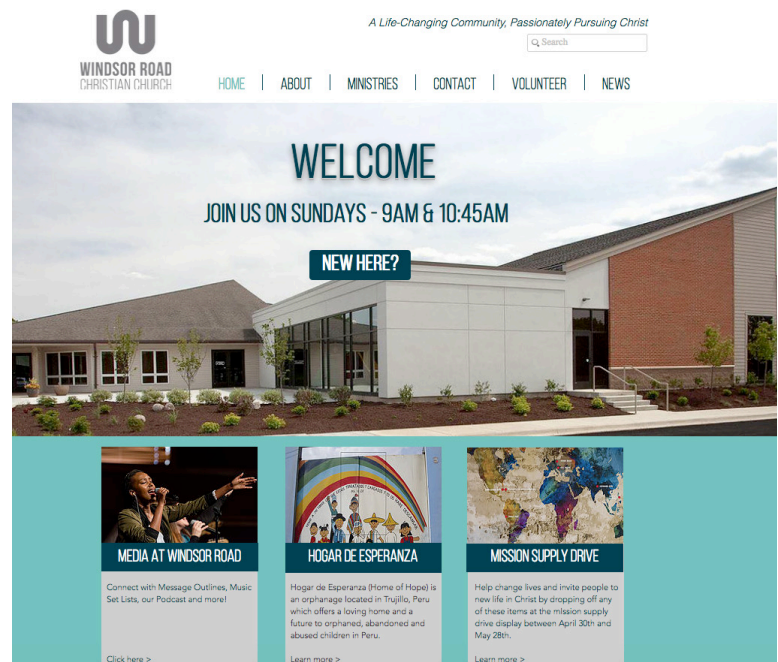 A Life-Changing Community, Passionately Pursuing Christ
Search
WINDSOR ROAD
CHRISTIAN CHURCH
HOME
ABOUT
MINISTRIES
CONTACT
VOLUNTEER
NEWS
WELCOME
JOIN US ON SUNDAYS - 9AM & 10:45AM
NEW HERE?
MEDIA AT WINDSOR ROAD
Connect with Message Outlines, Music
Set Lists, our Podcast and more!
Click here >
HOGAR DE ESPERANZA
Hogar de Esperanza (Home of Hope) is
an orphanage located in Trujillo, Peru
which offers a loving home and a
future to orphaned, abandoned and
abused children in Peru.
Learn more >
MISSION SUPPLY DRIVE
Help change lives and invite people to
new life in Christ by dropping off any
of these items at the mission supply
drive display between April 30th and
May 28th.
Learn more >